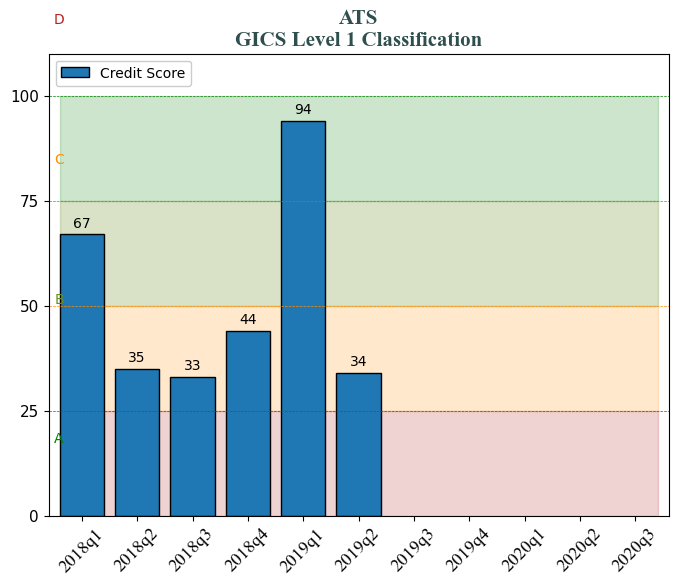 D
ATS
GICS Level 1 Classification
Credit Score
100
94
C
75
67
B
50
44
35
33
34
25
A
0
2018q1
2018q2
2018q3
2018q4
2019q1
2019q2
2019q3
2019q4
2020q1
2020q2
2020q3